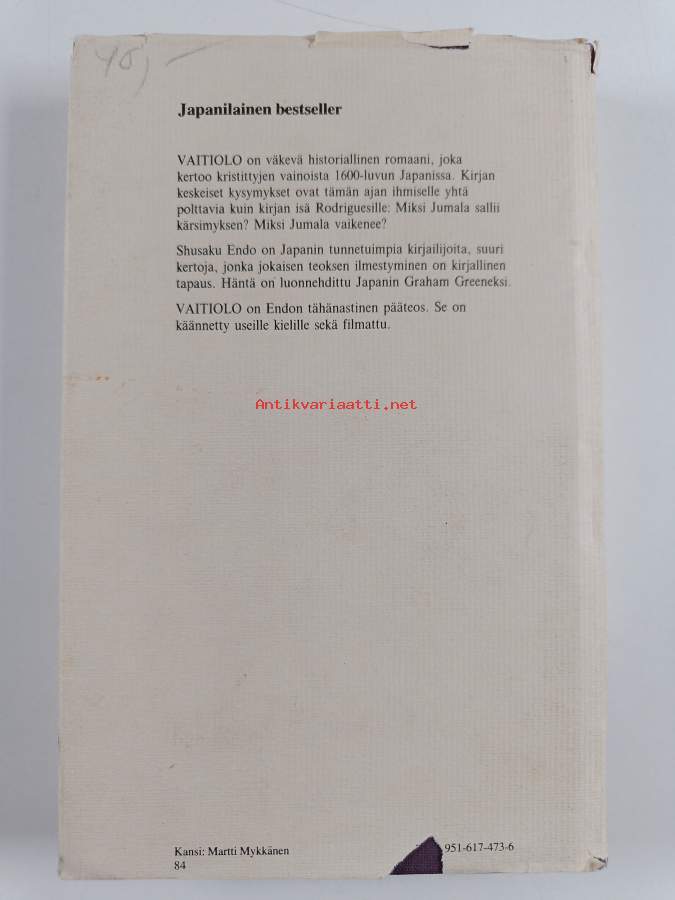 40,-
Japanilainen bestseller
VAITIOLO on väkevä historiallinen romaani, joka
kertoo kristittyjen vainoista 1600-luvun Japanissa. Kirjan
keskeiset kysymykset ovat tämän ajan ihmiselle yhtä
polttavia kuin kirjan isä Rodriguesille: Miksi Jumala sallii
kärsimyksen? Miksi Jumala vaikenee?
Shusaku Endo on Japanin tunnetuimpia kirjailijoita, suuri
kertoja, jonka jokaisen teoksen ilmestyminen on kirjallinen
tapaus. Häntä on luonnehdittu Japanin Graham Greeneksi.
VAITIOLO on Endon tähänastinen pääteos. Se on
käännetty useille kielille sekä filmattu.
Antikvariaatti.net
Kansi: Martti Mykkänen
84
951-617-473-6